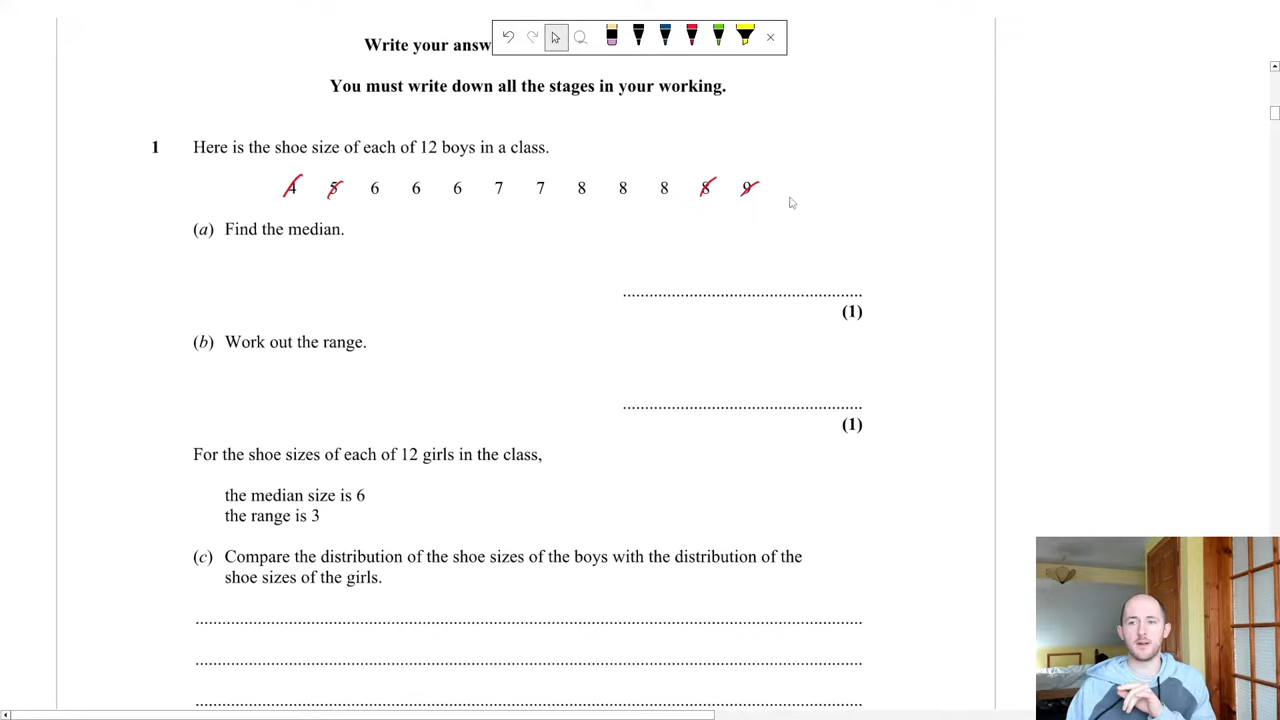 Write your answ
You must write down all the stages in your working.
1 Here is the shoe size of each of 12 boys in a class.
4 5 6 6 6 7 7 8 8 8 8 9
(a) Find the median.
(1)
(b) Work out the range.
(1)
For the shoe sizes of each of 12 girls in the class,
the median size is 6
the range is 3
(c) Compare the distribution of the shoe sizes of the boys with the distribution of the
shoe sizes of the girls.